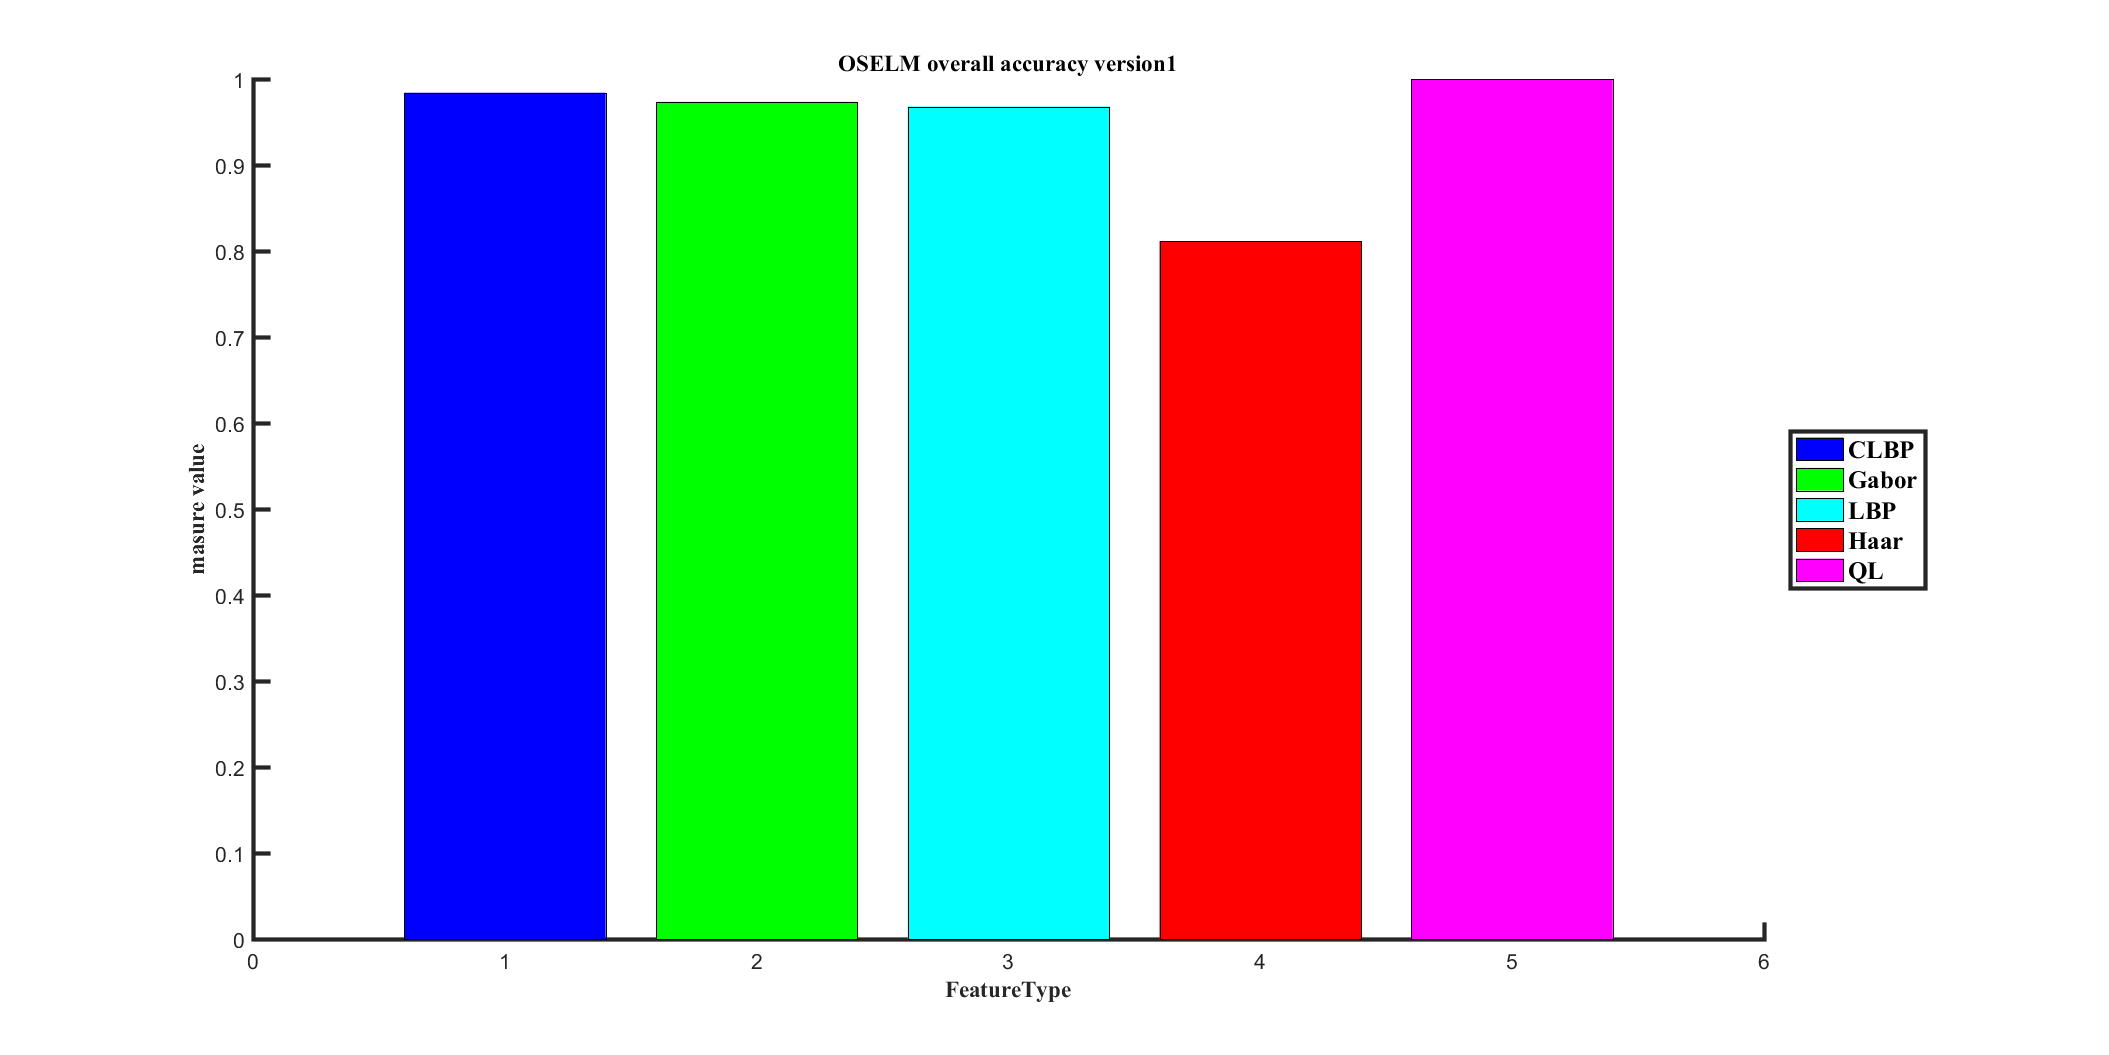 OSELM overall accuracy version1
1
0.9
0.8
0.7
0.6
0.5
0.4
0.3
0.2
0.1
0
masure value
0 1 2 3 4 5 6
FeatureType
CLBP
Gabor
LBP
Haar
QL